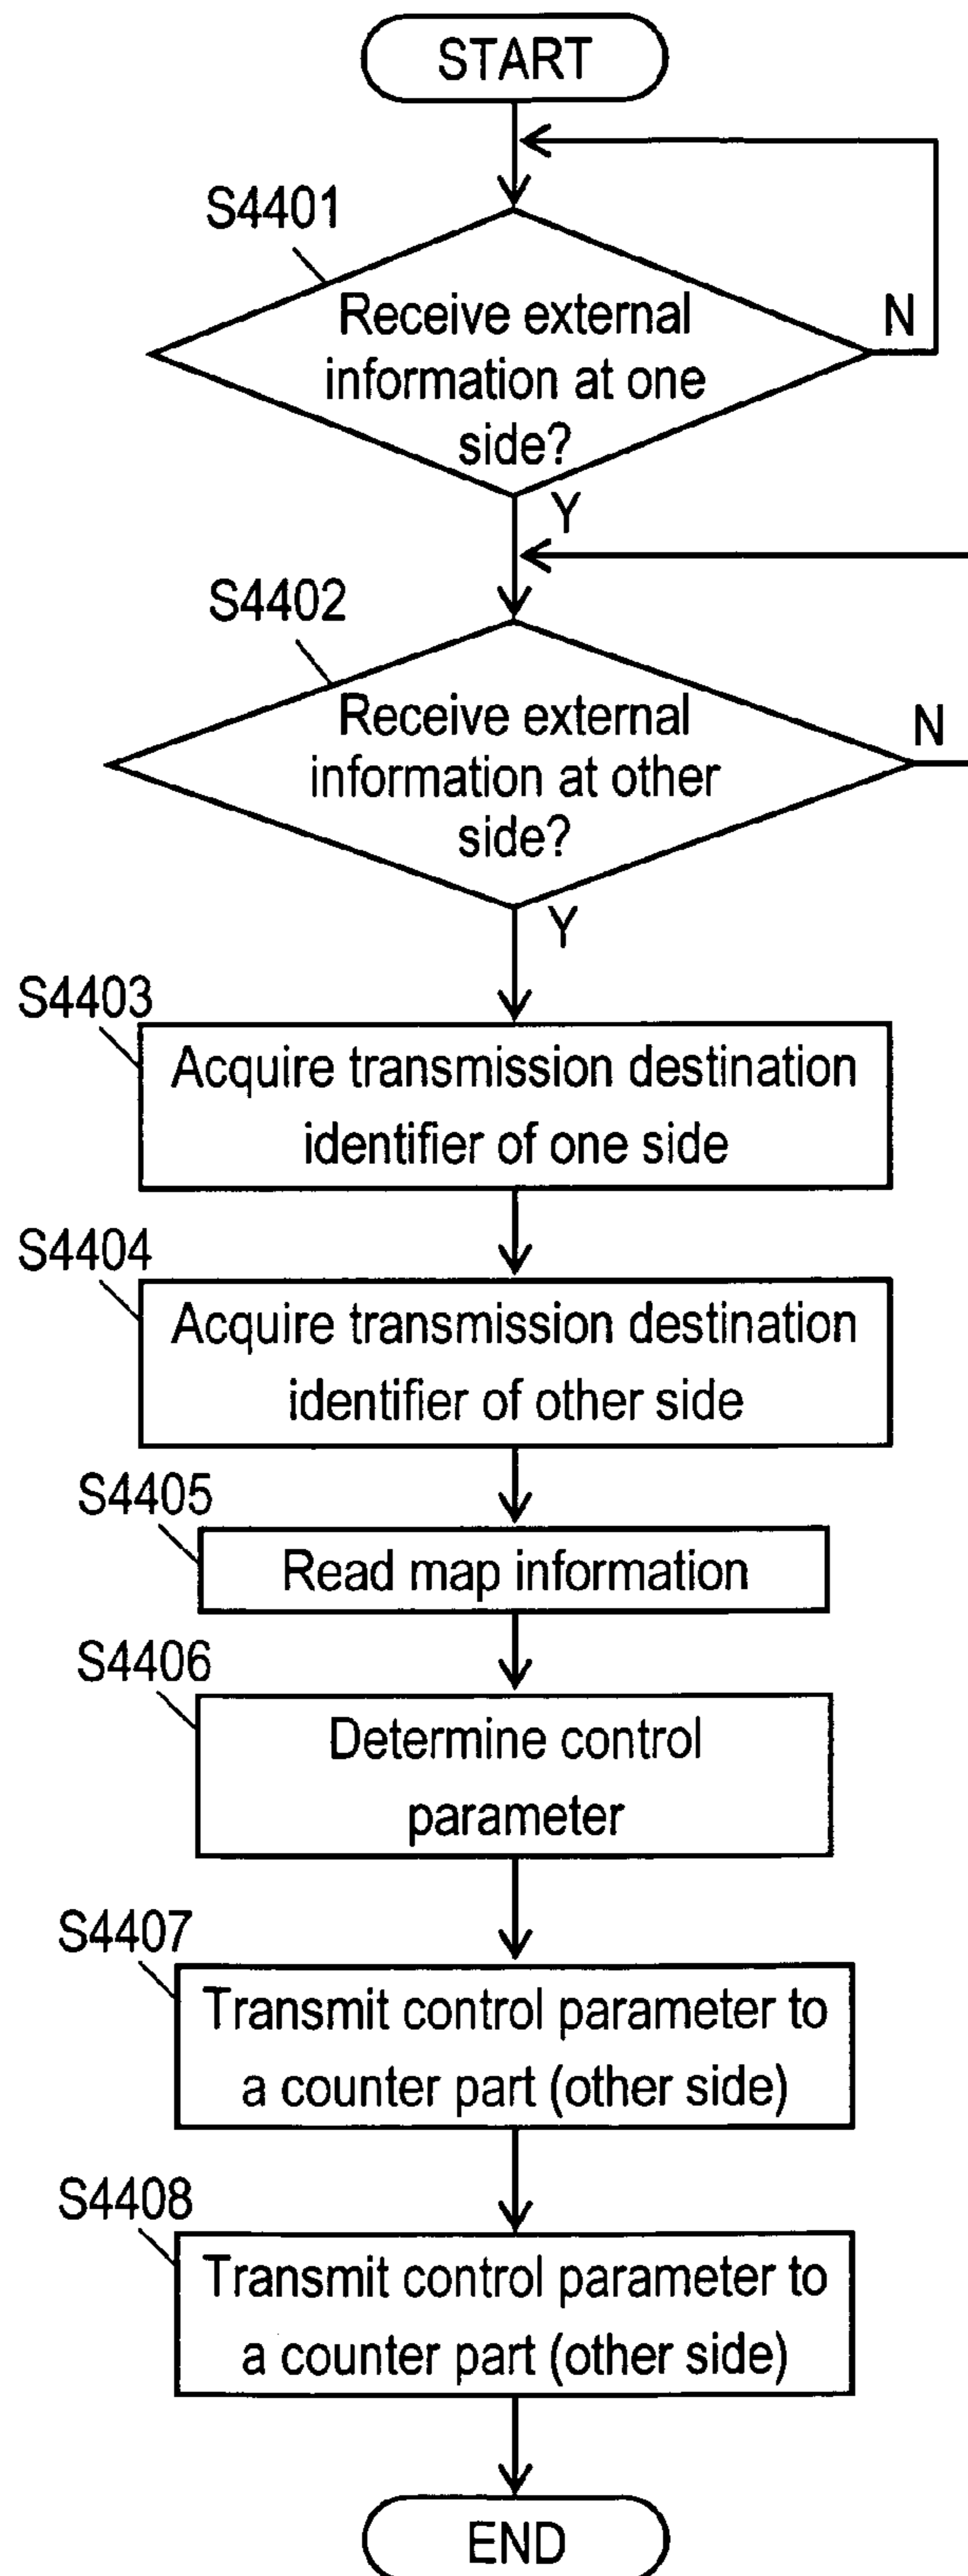 START
S4401
Receive external
information at one
side?
N
Y
S4402
Receive external
information at other
side?
N
Y
S4403
Acquire transmission destination
identifier of one side
S4404
Acquire transmission destination
identifier of other side
S4405
Read map information
S4406
Determine control
parameter
S4407
Transmit control parameter to
a counter part (other side)
S4408
Transmit control parameter to
a counter part (other side)
END